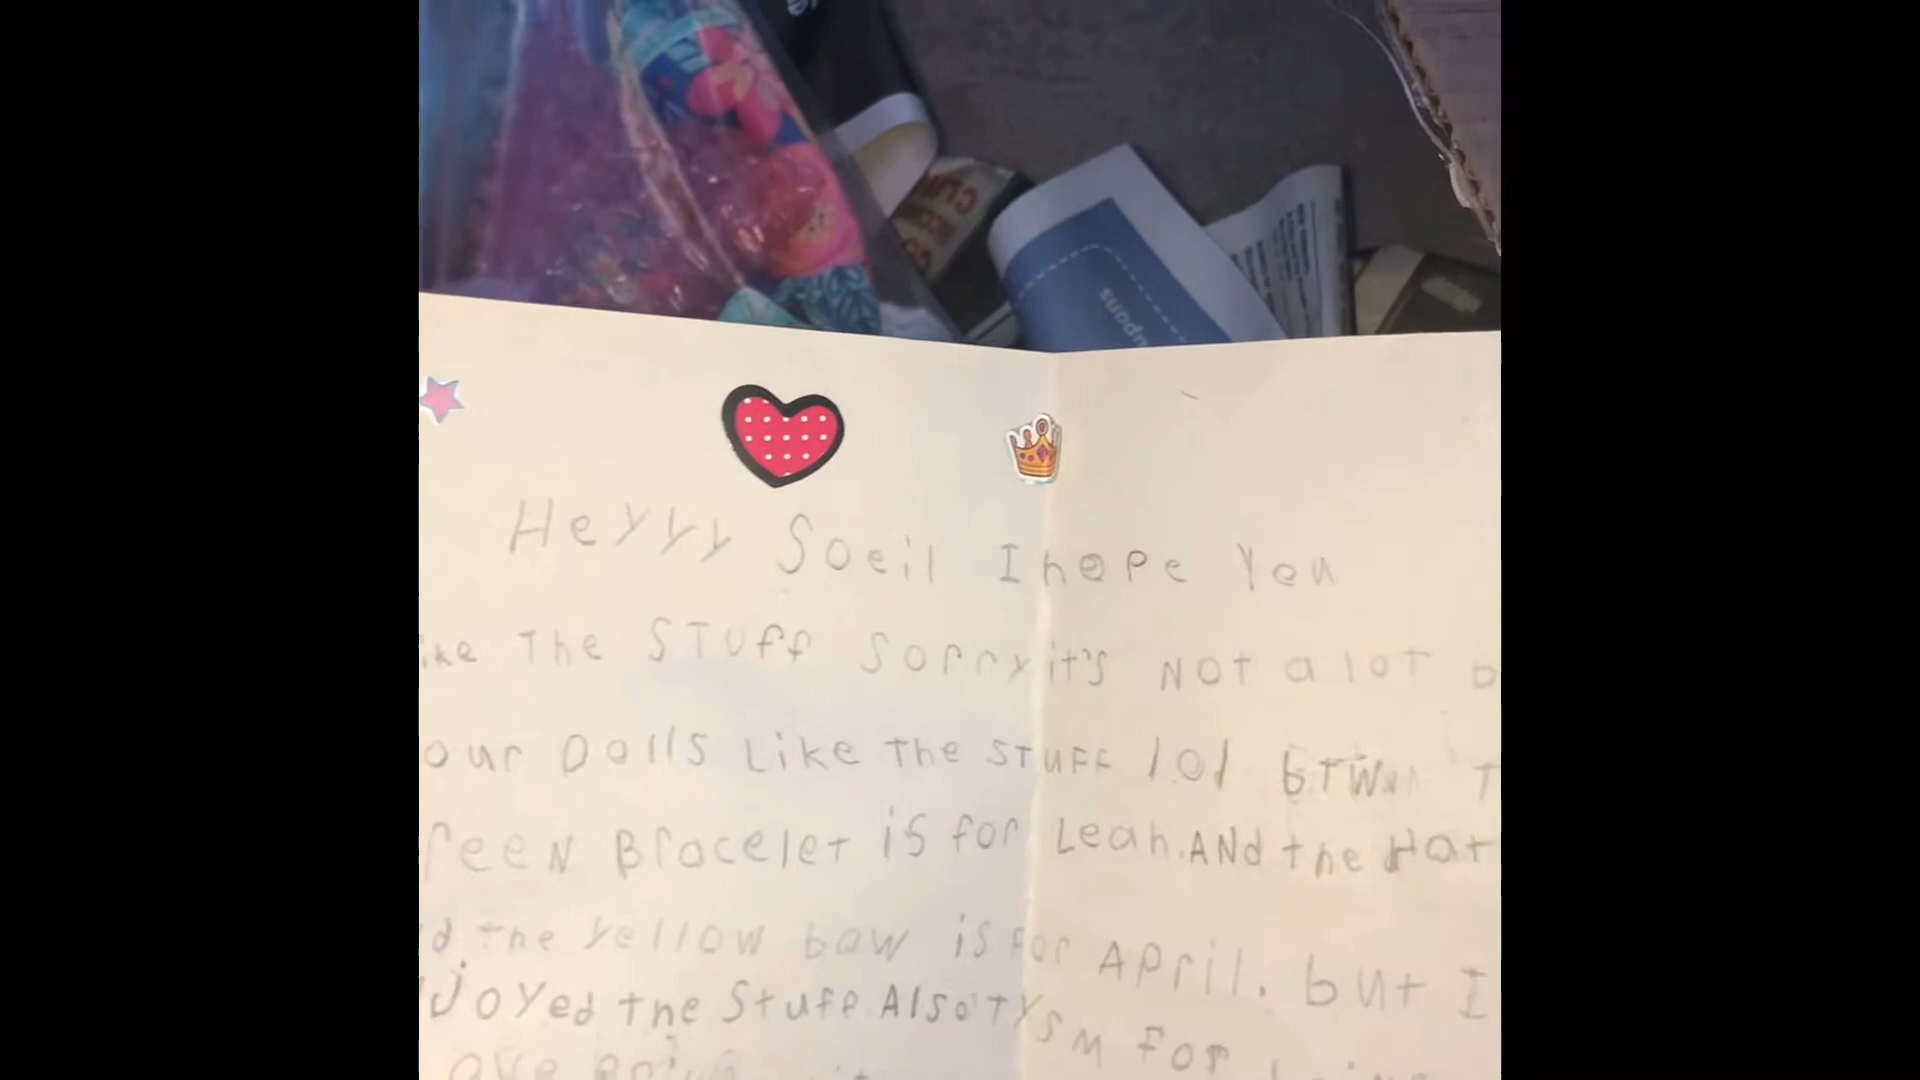 Heyyy Soeil I hope You
ike The STUff Sorry it's NOT a lot b
our Dolls Like The STUFF lol BTW T
reeN Bracelet is for Leah. ANd the Hat
d The Yellow bow is For April. but I
joyed the Stuff Also TYSM For
upons